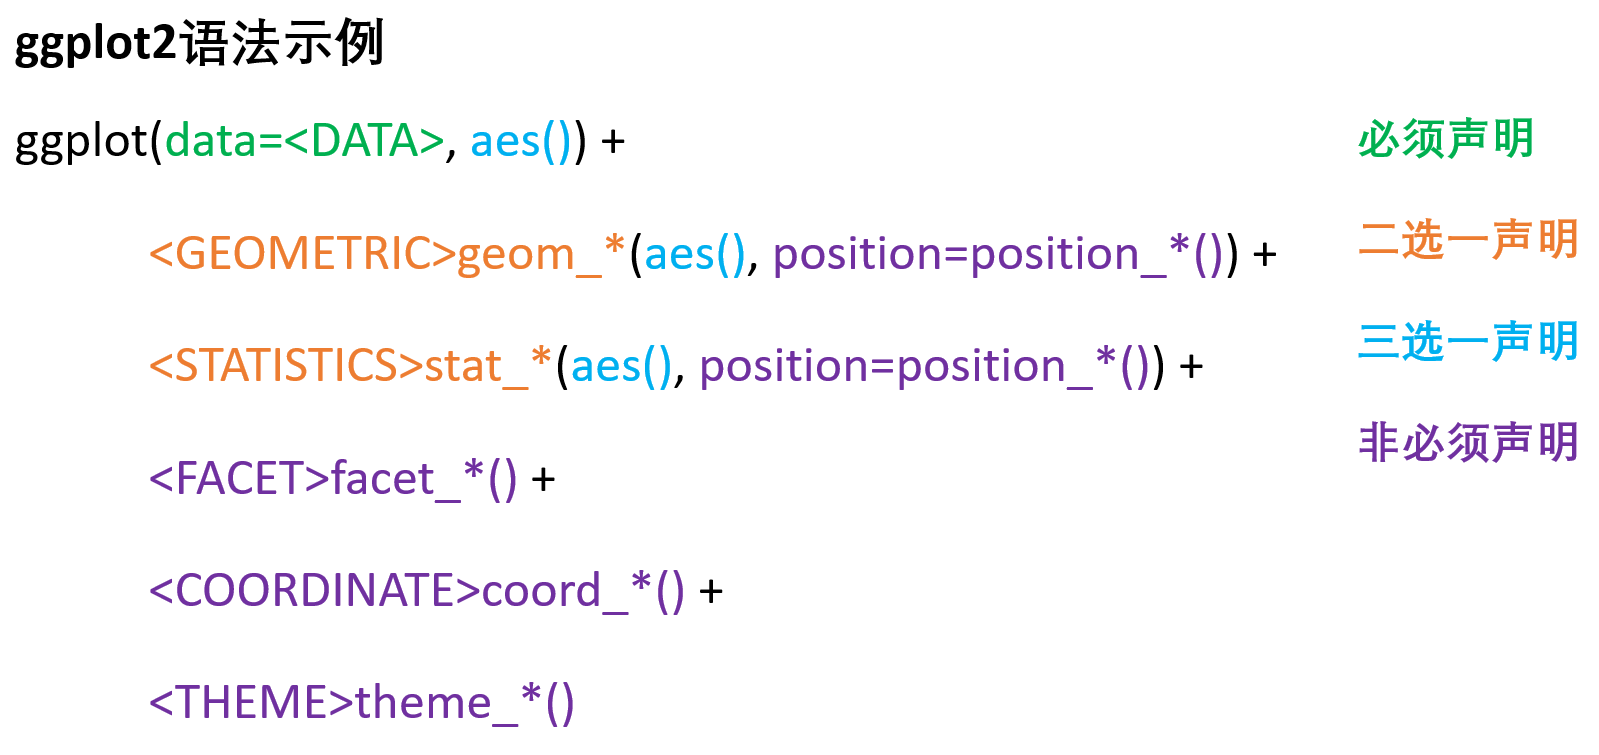 ggplot2语法示例
ggplot(data=<DATA>, aes()) +
必须声明
<GEOMETRIC>geom_*(aes(), position=position_*()) +
二选一声明
<STATISTICS>stat_*(aes(), position=position_*()) +
三选一声明
<FACET>facet_*() +
非必须声明
<COORDINATE>coord_*() +
<THEME>theme_*()